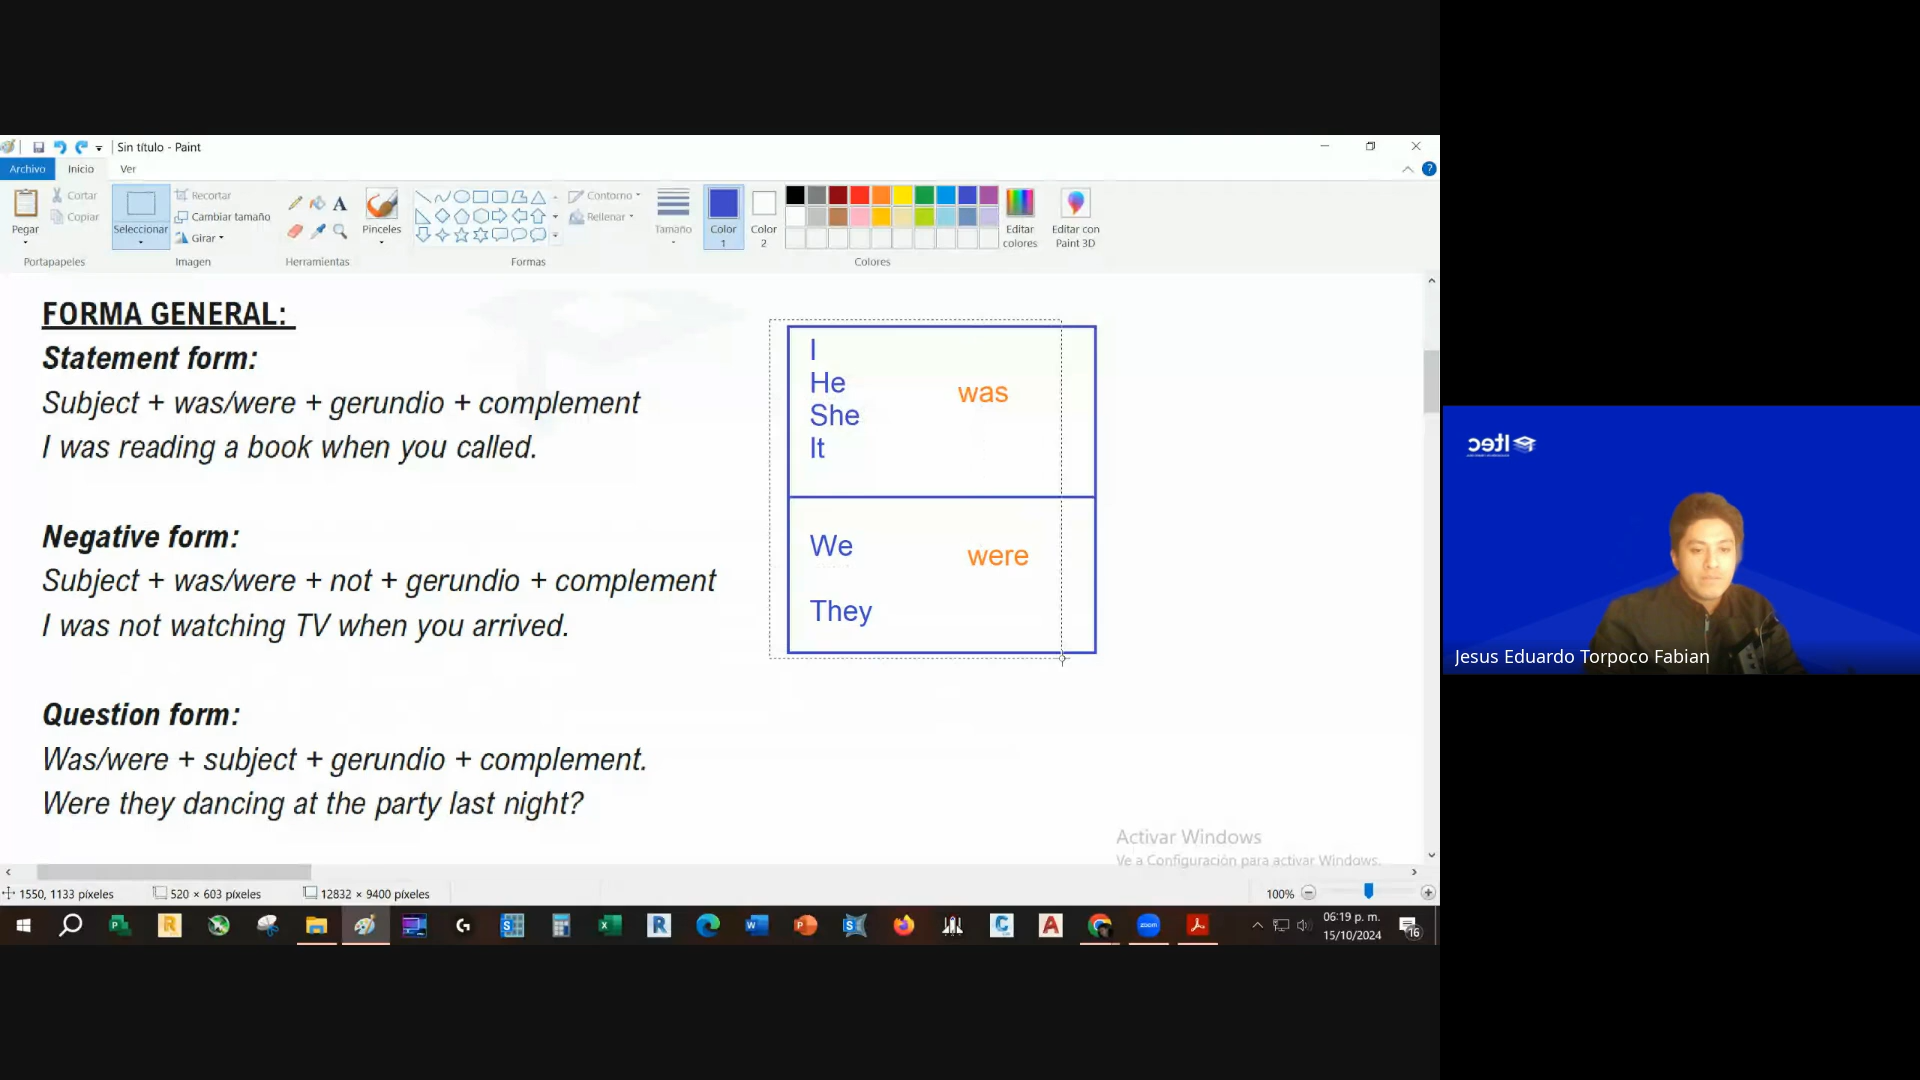 Sin título - Paint
Archivo Inicio Ver
Pegar
Cortar
Copiar
Portapapeles
Seleccionar
Recortar
Cambiar tamaño
Girar
Imagen
A
Herramientas
Pinceles
Contorno
Rellenar
Formas
Tamaño
Color
1
Color
2
Editar
colores
Editar con
Paint 3D
Colores
FORMA GENERAL:
Statement form:
Subject + was/were + gerundio + complement
I was reading a book when you called.
Negative form:
Subject + was/were + not + gerundio + complement
I was not watching TV when you arrived.
Question form:
Was/were + subject + gerundio + complement.
Were they dancing at the party last night?
I
He
She
It
was
We
They
were
Activar Windows
Ve a Configuración para activar Windows.
1550, 1133 píxeles
520 × 603 píxeles
12832 × 9400 píxeles
100%
06:19 p. m.
15/10/2024
16
zoom
Itec
Jesus Eduardo Torpoco Fabian